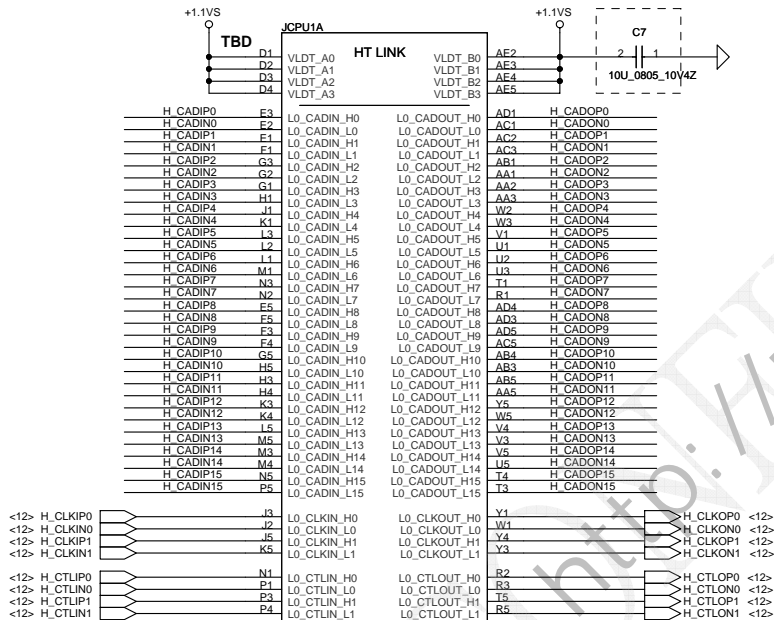 +1.1VS +1.1VS
JCPU1A
TBD HT LINK C7
D1 VLDT_A0 VLDT_B0 AE2 2 1
D2 VLDT_A1 VLDT_B1 AE3
D3 VLDT_A2 VLDT_B2 AE4 10U_0805_10V4Z
D4 VLDT_A3 VLDT_B3 AE5
H_CADIP0 E3 L0_CADIN_H0 L0_CADOUT_H0 AD1 H_CADOP0
H_CADIN0 E2 L0_CADIN_L0 L0_CADOUT_L0 AC1 H_CADON0
H_CADIP1 E1 L0_CADIN_H1 L0_CADOUT_H1 AC2 H_CADOP1
H_CADIN1 F1 L0_CADIN_L1 L0_CADOUT_L1 AC3 H_CADON1
H_CADIP2 G3 L0_CADIN_H2 L0_CADOUT_H2 AB1 H_CADOP2
H_CADIN2 G2 L0_CADIN_L2 L0_CADOUT_L2 AA1 H_CADON2
H_CADIP3 G1 L0_CADIN_H3 L0_CADOUT_H3 AA2 H_CADOP3
H_CADIN3 H1 L0_CADIN_L3 L0_CADOUT_L3 AA3 H_CADON3
H_CADIP4 J1 L0_CADIN_H4 L0_CADOUT_H4 W2 H_CADOP4
H_CADIN4 K1 L0_CADIN_L4 L0_CADOUT_L4 W3 H_CADON4
H_CADIP5 L3 L0_CADIN_H5 L0_CADOUT_H5 V1 H_CADOP5
H_CADIN5 L2 L0_CADIN_L5 L0_CADOUT_L5 U1 H_CADON5
H_CADIP6 L1 L0_CADIN_H6 L0_CADOUT_H6 U2 H_CADOP6
H_CADIN6 M1 L0_CADIN_L6 L0_CADOUT_L6 U3 H_CADON6
H_CADIP7 N3 L0_CADIN_H7 L0_CADOUT_H7 T1 H_CADOP7
H_CADIN7 N2 L0_CADIN_L7 L0_CADOUT_L7 R1 H_CADON7
H_CADIP8 E5 L0_CADIN_H8 L0_CADOUT_H8 AD4 H_CADOP8
H_CADIN8 F5 L0_CADIN_L8 L0_CADOUT_L8 AD3 H_CADON8
H_CADIP9 F3 L0_CADIN_H9 L0_CADOUT_H9 AD5 H_CADOP9
H_CADIN9 F4 L0_CADIN_L9 L0_CADOUT_L9 AC5 H_CADON9
H_CADIP10 G5 L0_CADIN_H10 L0_CADOUT_H10 AB4 H_CADOP10
H_CADIN10 H5 L0_CADIN_L10 L0_CADOUT_L10 AB3 H_CADON10
H_CADIP11 H3 L0_CADIN_H11 L0_CADOUT_H11 AB5 H_CADOP11
H_CADIN11 H4 L0_CADIN_L11 L0_CADOUT_L11 AA5 H_CADON11
H_CADIP12 K3 L0_CADIN_H12 L0_CADOUT_H12 Y5 H_CADOP12
H_CADIN12 K4 L0_CADIN_L12 L0_CADOUT_L12 W5 H_CADON12
H_CADIP13 L5 L0_CADIN_H13 L0_CADOUT_H13 V4 H_CADOP13
H_CADIN13 M5 L0_CADIN_L13 L0_CADOUT_L13 V3 H_CADON13
H_CADIP14 M3 L0_CADIN_H14 L0_CADOUT_H14 V5 H_CADOP14
H_CADIN14 M4 L0_CADIN_L14 L0_CADOUT_L14 U5 H_CADON14
H_CADIP15 N5 L0_CADIN_H15 L0_CADOUT_H15 T4 H_CADOP15
H_CADIN15 P5 L0_CADIN_L15 L0_CADOUT_L15 T3 H_CADON15
<12> H_CLKIP0 J3 L0_CLKIN_H0 L0_CLKOUT_H0 Y1 H_CLKOP0 <12>
<12> H_CLKIN0 J2 L0_CLKIN_L0 L0_CLKOUT_L0 W1 H_CLKON0 <12>
<12> H_CLKIP1 J5 L0_CLKIN_H1 L0_CLKOUT_H1 Y4 H_CLKOP1 <12>
<12> H_CLKIN1 K5 L0_CLKIN_L1 L0_CLKOUT_L1 Y3 H_CLKON1 <12>
<12> H_CTLIP0 N1 L0_CTLIN_H0 L0_CTLOUT_H0 R2 H_CTLOP0 <12>
<12> H_CTLIN0 P1 L0_CTLIN_L0 L0_CTLOUT_L0 R3 H_CTLON0 <12>
<12> H_CTLIP1 P3 L0_CTLIN_H1 L0_CTLOUT_H1 T5 H_CTLOP1 <12>
<12> H_CTLIN1 P4 L0_CTLIN_L1 L0_CTLOUT_L1 R5 H_CTLON1 <12>
http://